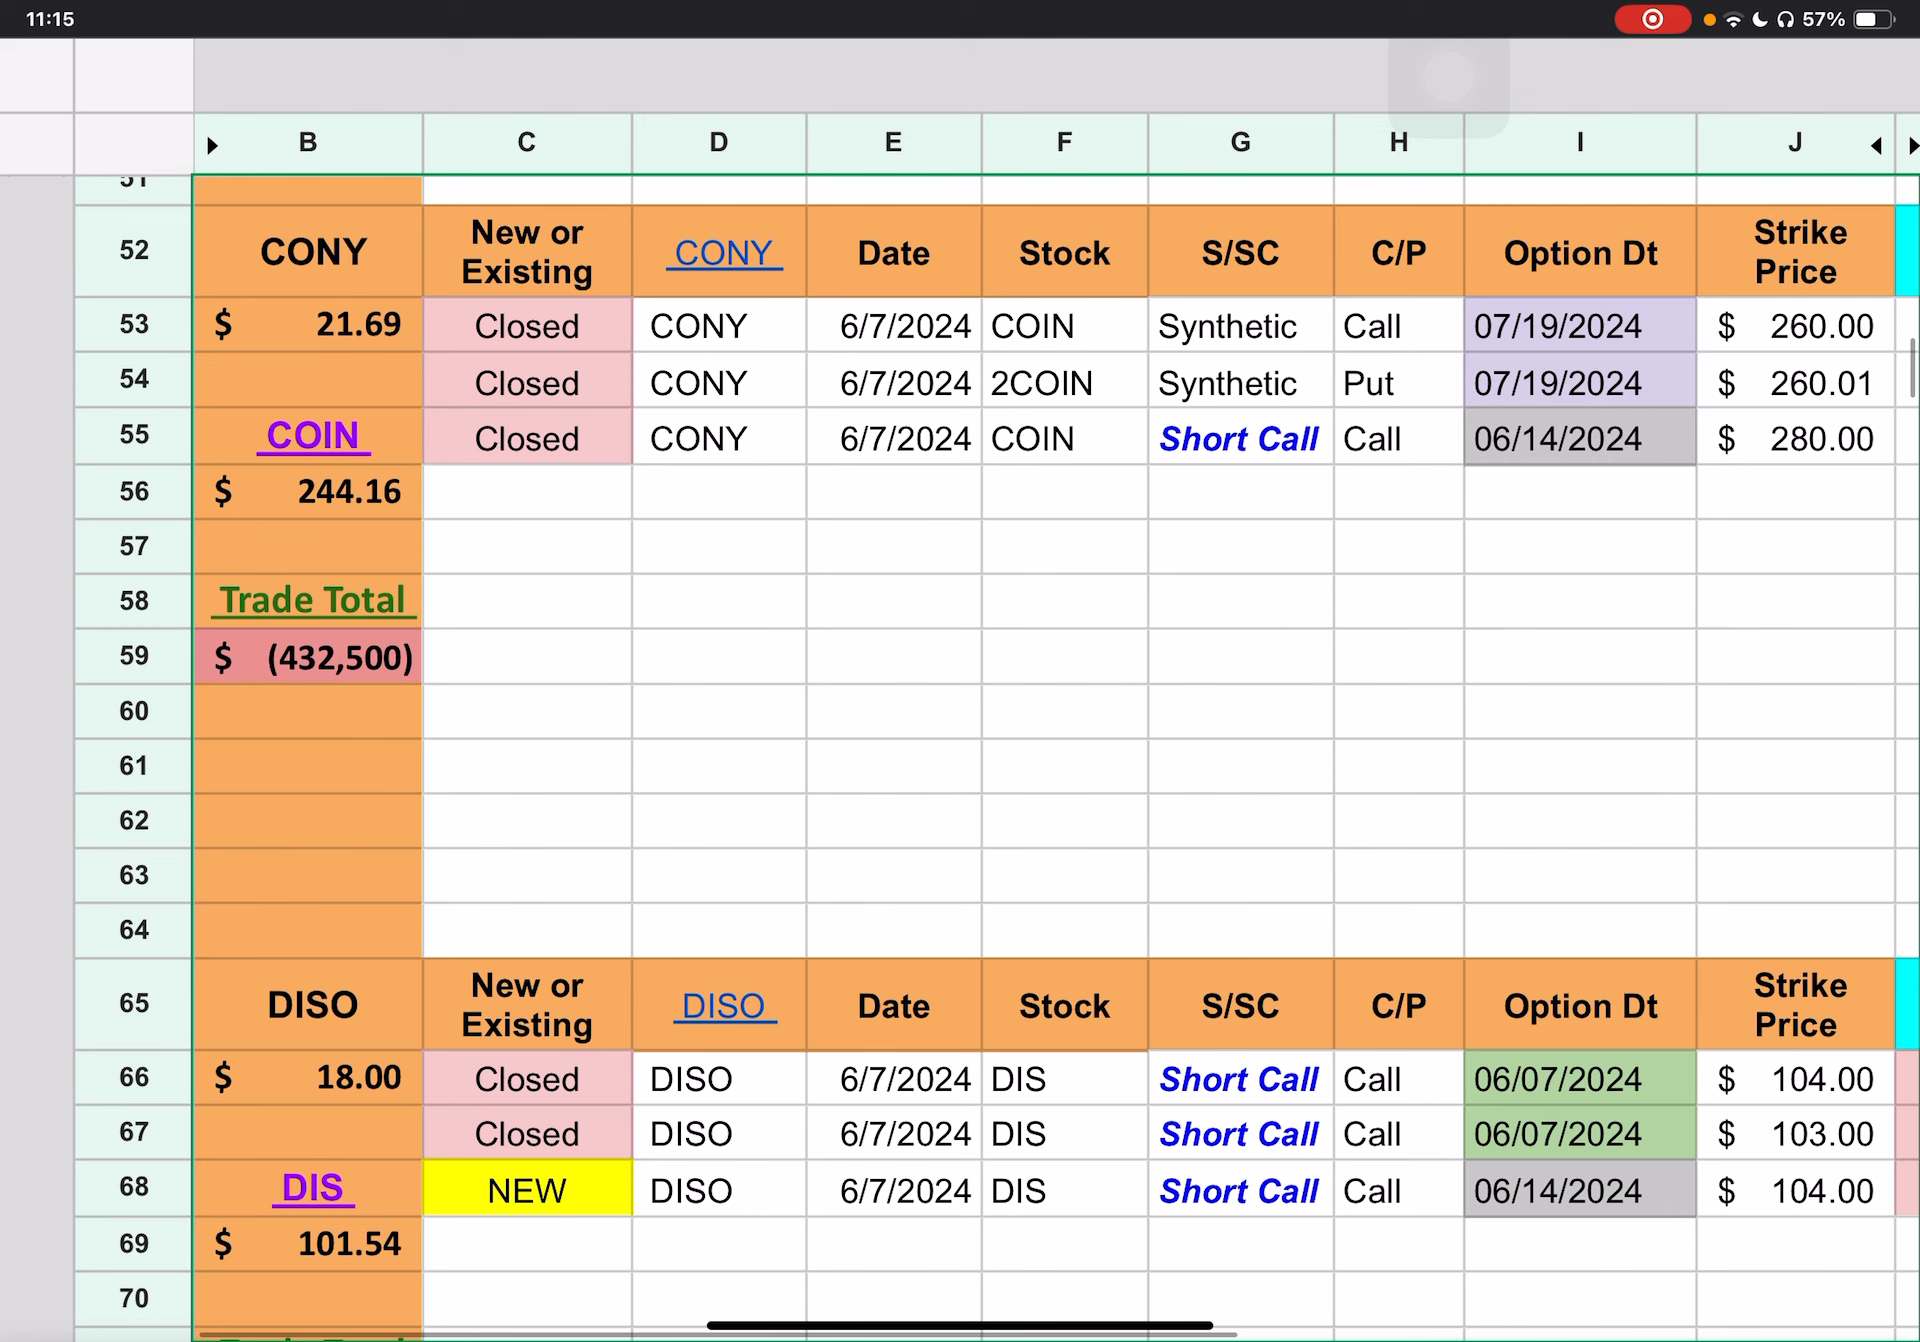 11:15 57%
B C D E F G H I J
51
52 CONY New or Existing CONY Date Stock S/SC C/P Option Dt Strike Price
53 $ 21.69 Closed CONY 6/7/2024 COIN Synthetic Call 07/19/2024 $ 260.00
54 Closed CONY 6/7/2024 2COIN Synthetic Put 07/19/2024 $ 260.01
55 COIN Closed CONY 6/7/2024 COIN Short Call Call 06/14/2024 $ 280.00
56 $ 244.16
57
58 Trade Total
59 $ (432,500)
60
61
62
63
64
65 DISO New or Existing DISO Date Stock S/SC C/P Option Dt Strike Price
66 $ 18.00 Closed DISO 6/7/2024 DIS Short Call Call 06/07/2024 $ 104.00
67 Closed DISO 6/7/2024 DIS Short Call Call 06/07/2024 $ 103.00
68 DIS NEW DISO 6/7/2024 DIS Short Call Call 06/14/2024 $ 104.00
69 $ 101.54
70